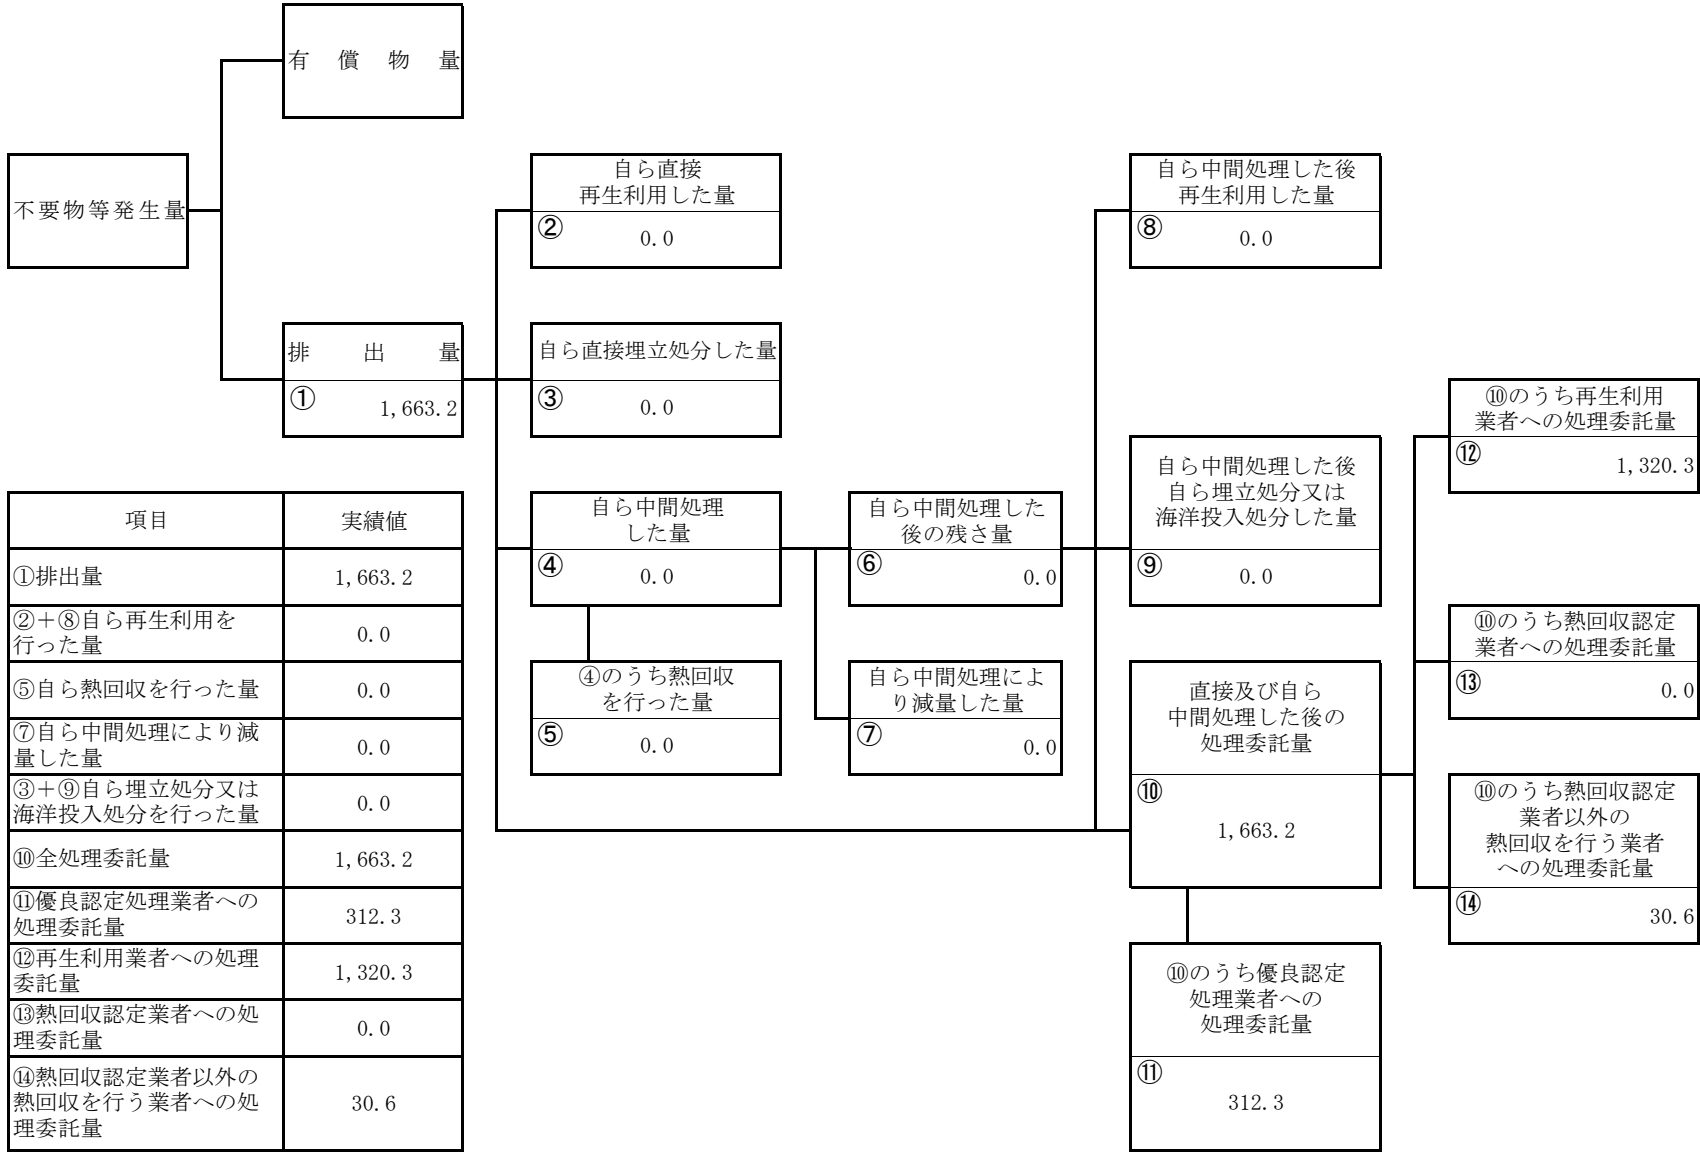 有償物量
不要物等発生量
排出量
① 1,663.2
自ら直接
再生利用した量
② 0.0
自ら直接埋立処分した量
③ 0.0
自ら中間処理
した量
④ 0.0
④のうち熱回収
を行った量
⑤ 0.0
自ら中間処理した
後の残さ量
⑥ 0.0
自ら中間処理によ
り減量した量
⑦ 0.0
自ら中間処理した後
再生利用した量
⑧ 0.0
自ら中間処理した後
自ら埋立処分又は
海洋投入処分した量
⑨ 0.0
直接及び自ら
中間処理した後の
処理委託量
⑩
1,663.2
⑩のうち優良認定
処理業者への
処理委託量
⑪
312.3
⑩のうち再生利用
業者への処理委託量
⑫ 1,320.3
⑩のうち熱回収認定
業者への処理委託量
⑬ 0.0
⑩のうち熱回収認定
業者以外の
熱回収を行う業者
への処理委託量
⑭ 30.6
項目 実績値
①排出量 1,663.2
②+⑧自ら再生利用を
行った量 0.0
⑤自ら熱回収を行った量 0.0
⑦自ら中間処理により減
量した量 0.0
③+⑨自ら埋立処分又は
海洋投入処分を行った量 0.0
⑩全処理委託量 1,663.2
⑪優良認定処理業者への
処理委託量 312.3
⑫再生利用業者への処理
委託量 1,320.3
⑬熱回収認定業者への処
理委託量 0.0
⑭熱回収認定業者以外の
熱回収を行う業者への処
理委託量 30.6